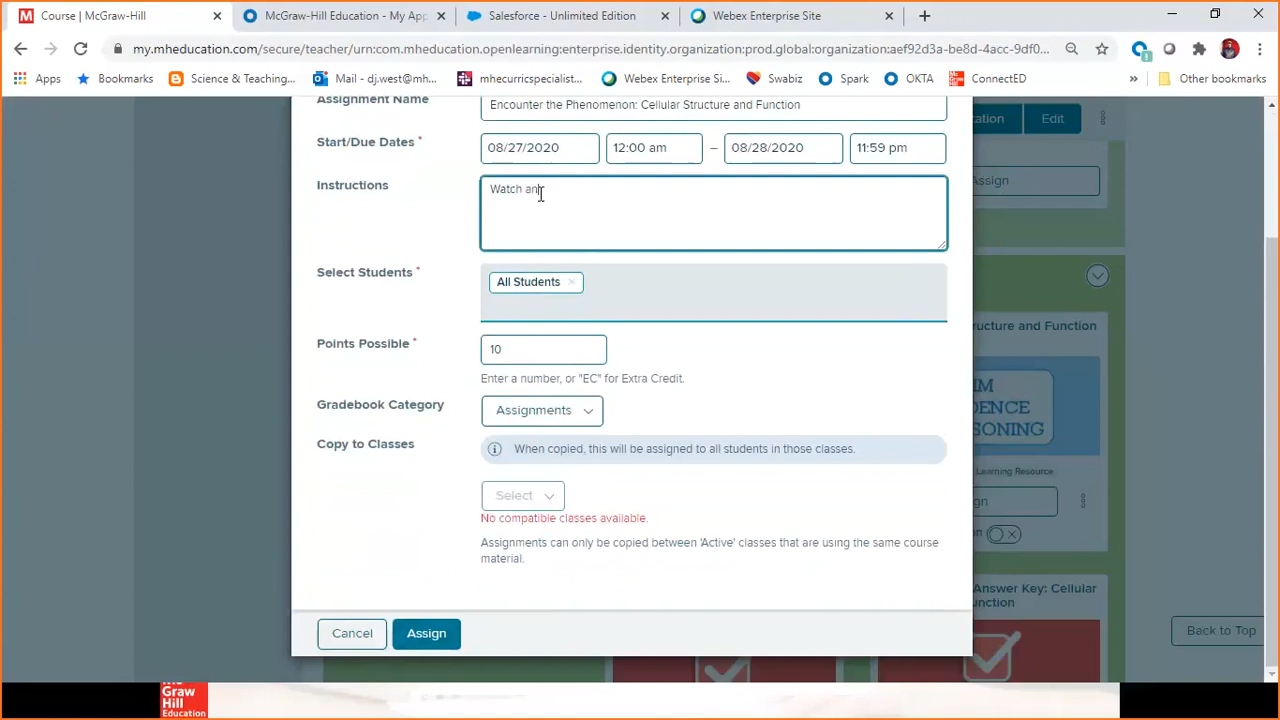 Course | McGraw-Hill
McGraw-Hill Education - My App
Salesforce - Unlimited Edition
Webex Enterprise Site
my.mheducation.com/secure/teacher/urn:com.mheducation.openlearning:enterprise.identity.organization:prod.global:organization:aef92d3a-be8d-4acc-9df0...
Apps
Bookmarks
Science & Teaching...
Mail - dj.west@mh...
mhecurricspecialist...
Webex Enterprise Si...
Swabiz
Spark
OKTA
ConnectED
Other bookmarks
Assignment Name
Encounter the Phenomenon: Cellular Structure and Function
Edit
Start/Due Dates *
08/27/2020
12:00 am
–
08/28/2020
11:59 pm
Instructions
Watch an
Assign
Select Students *
All Students
Points Possible *
10
Enter a number, or "EC" for Extra Credit.
Gradebook Category
Assignments
Copy to Classes
When copied, this will be assigned to all students in those classes.
Select
No compatible classes available.
Assignments can only be copied between 'Active' classes that are using the same course
material.
Cancel
Assign
ructure and Function
IM
DENCE
ASONING
Learning Resource
Answer Key: Cellular
Back to Top
Graw
Hill
Education